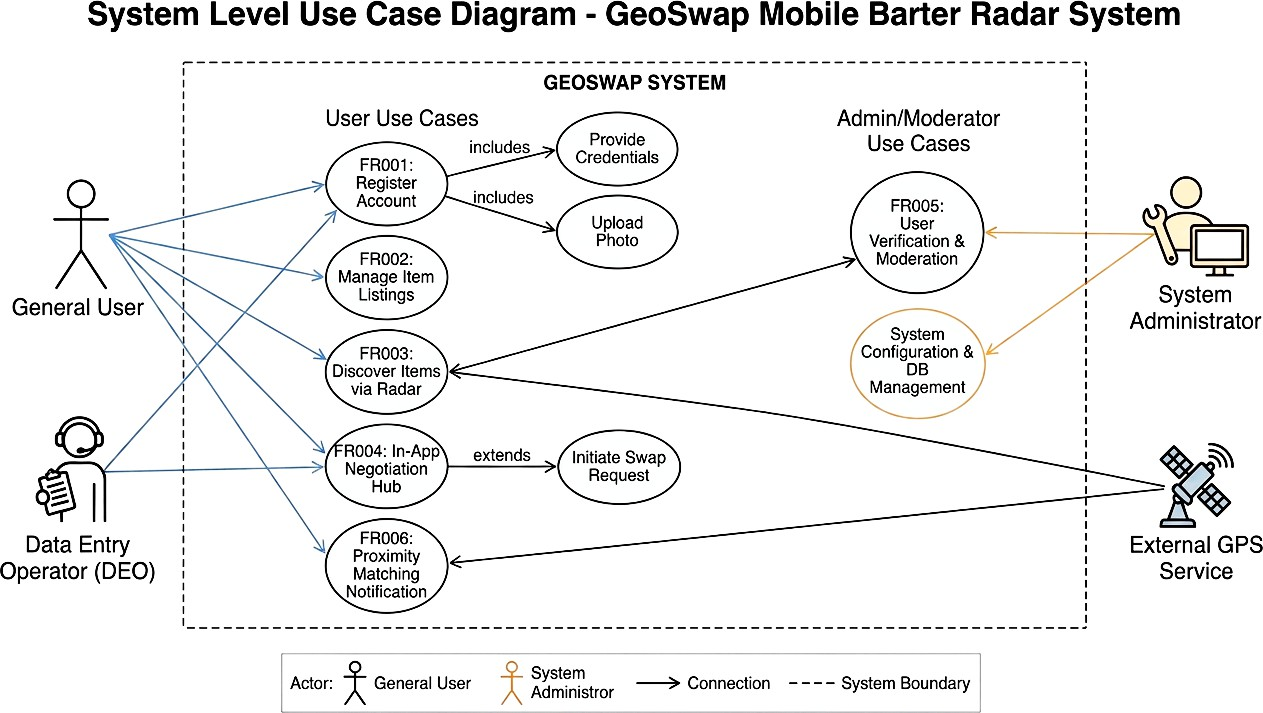 System Level Use Case Diagram - GeoSwap Mobile Barter Radar System
GEOSWAP SYSTEM
User Use Cases
FR001:
Register
Account
includes
Provide
Credentials
includes
Upload
Photo
FR002:
Manage Item
Listings
FR003:
Discover Items
via Radar
FR004: In-App
Negotiation
Hub
extends
Initiate Swap
Request
FR006:
Proximity
Matching
Notification
Admin/Moderator
Use Cases
FR005:
User
Verification &
Moderation
System
Configuration &
DB
Management
General User
Data Entry
Operator (DEO)
System
Administrator
External GPS
Service
Actor:
General User
System
Administror
Connection
System Boundary